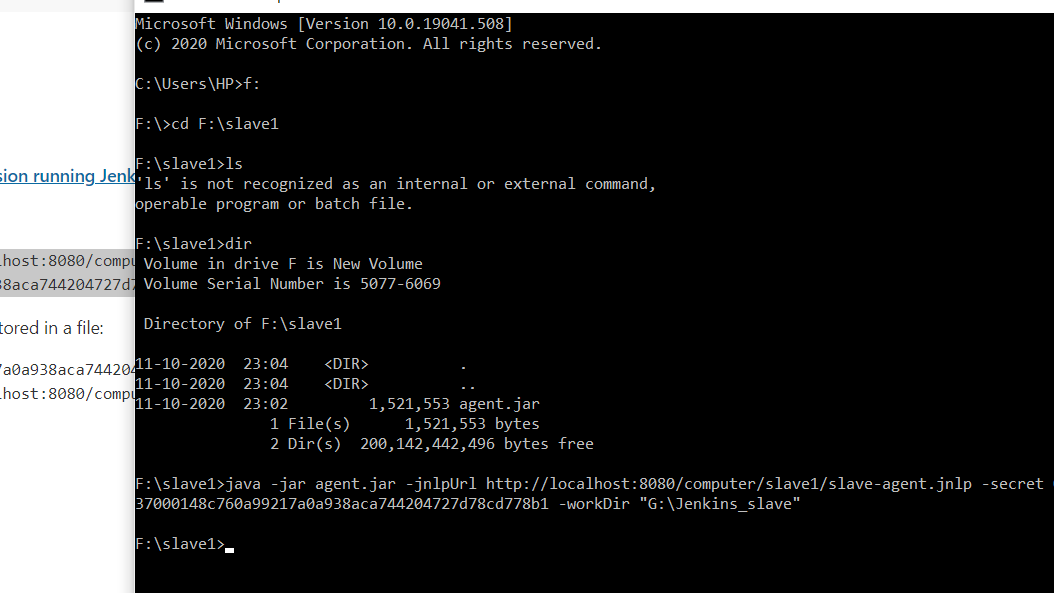 Microsoft Windows [Version 10.0.19041.508]
(c) 2020 Microsoft Corporation. All rights reserved.
C:\Users\HP>f:
F:\>cd F:\slave1
F:\slave1>ls
'ls' is not recognized as an internal or external command,
operable program or batch file.
F:\slave1>dir
Volume in drive F is New Volume
Volume Serial Number is 5077-6069
Directory of F:\slave1
11-10-2020 23:04 <DIR> .
11-10-2020 23:04 <DIR> ..
11-10-2020 23:02 1,521,553 agent.jar
1 File(s) 1,521,553 bytes
2 Dir(s) 200,142,442,496 bytes free
F:\slave1>java -jar agent.jar -jnlpUrl http://localhost:8080/computer/slave1/slave-agent.jnlp -secret
37000148c760a99217a0a938aca744204727d78cd778b1 -workDir "G:\Jenkins_slave"
F:\slave1>
sion running Jenk
lhost:8080/compu
38aca744204727d7
tored in a file:
7a0a938aca744204
lhost:8080/compu